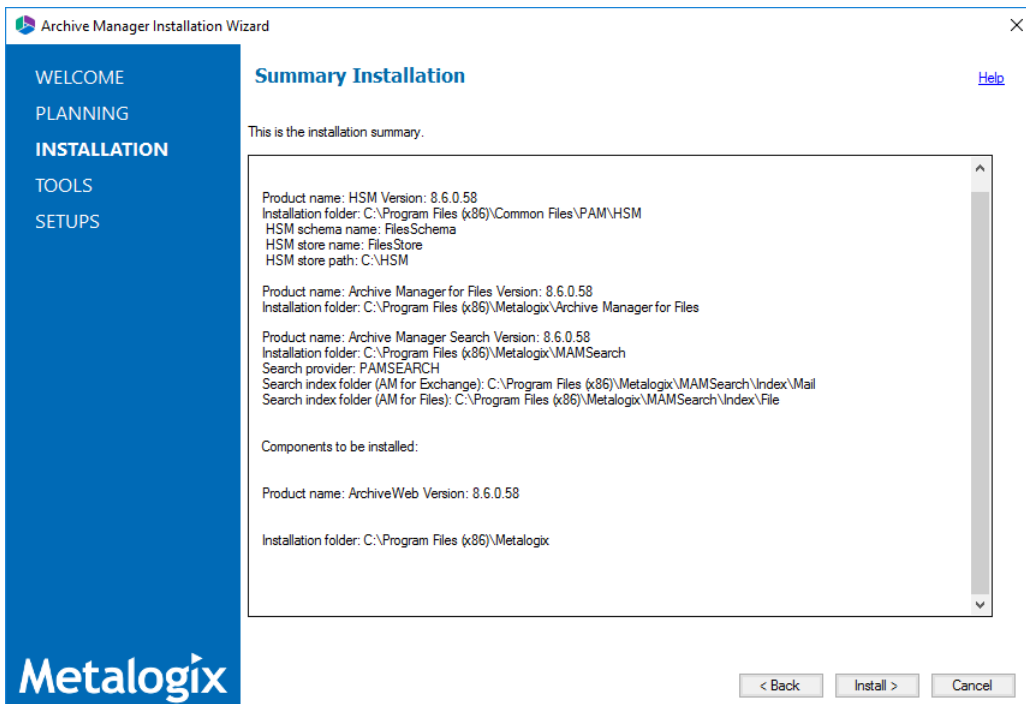 Archive Manager Installation Wizard
WELCOME
PLANNING
INSTALLATION
TOOLS
SETUPS
Metalogix
Summary Installation
Help
This is the installation summary.
Product name: HSM Version: 8.6.0.58
Installation folder: C:\Program Files (x86)\Common Files\PAM\HSM
HSM schema name: FilesSchema
HSM store name: FilesStore
HSM store path: C:\HSM
Product name: Archive Manager for Files Version: 8.6.0.58
Installation folder: C:\Program Files (x86)\Metalogix\Archive Manager for Files
Product name: Archive Manager Search Version: 8.6.0.58
Installation folder: C:\Program Files (x86)\Metalogix\MAMSearch
Search provider: PAMSEARCH
Search index folder (AM for Exchange): C:\Program Files (x86)\Metalogix\MAMSearch\Index\Mail
Search index folder (AM for Files): C:\Program Files (x86)\Metalogix\MAMSearch\Index\File
Components to be installed:
Product name: ArchiveWeb Version: 8.6.0.58
Installation folder: C:\Program Files (x86)\Metalogix
< Back
Install >
Cancel